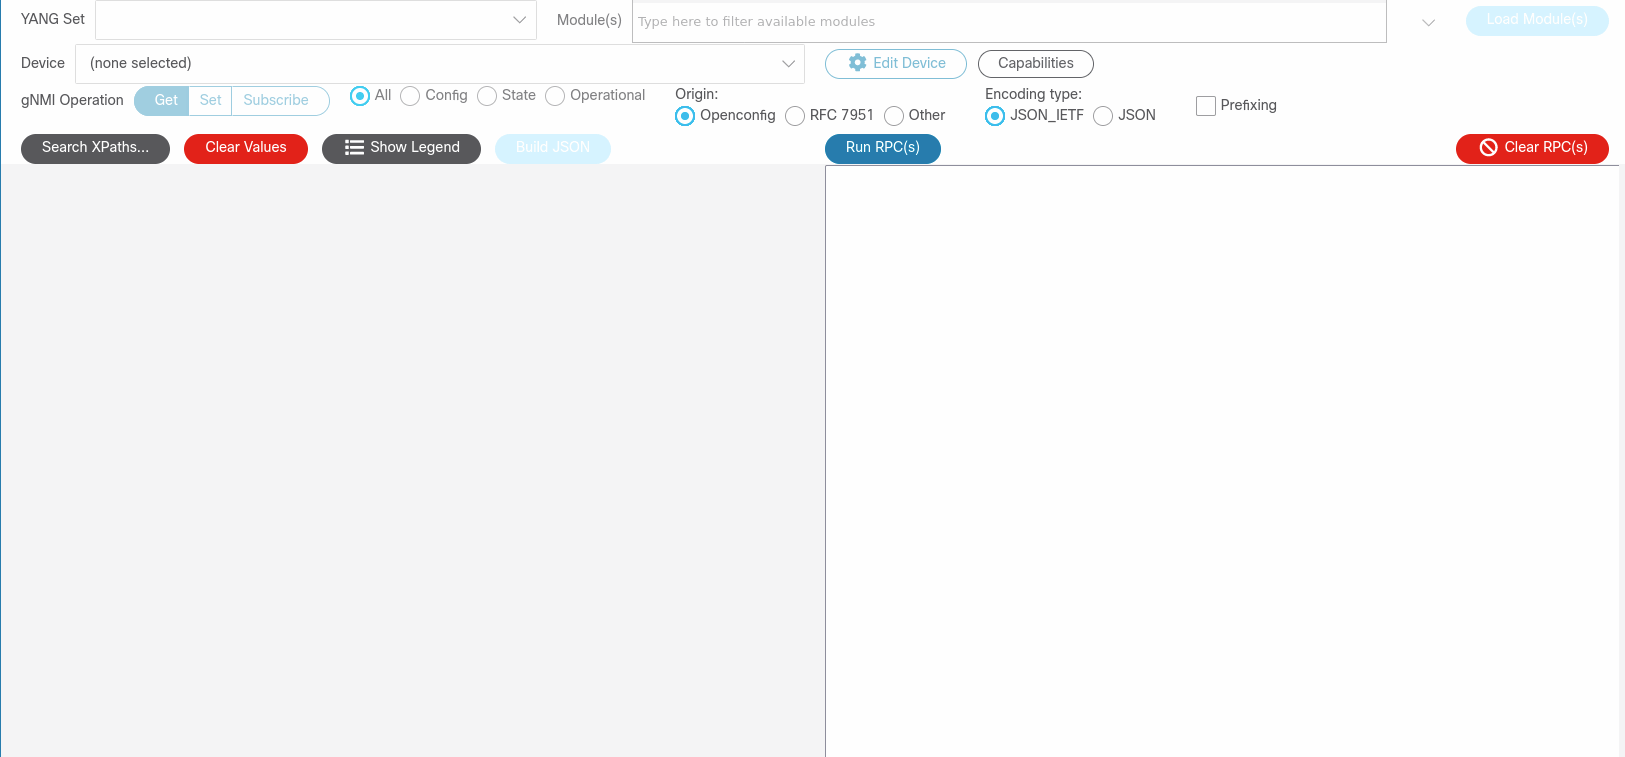 YANG Set Module(s) Type here to filter available modules Load Module(s)
Device (none selected) Edit Device Capabilities
gNMI Operation Get Set Subscribe All Config State Operational Origin: Openconfig RFC 7951 Other Encoding type: JSON_IETF JSON Prefixing
Search XPaths... Clear Values Show Legend Build JSON Run RPC(s) Clear RPC(s)